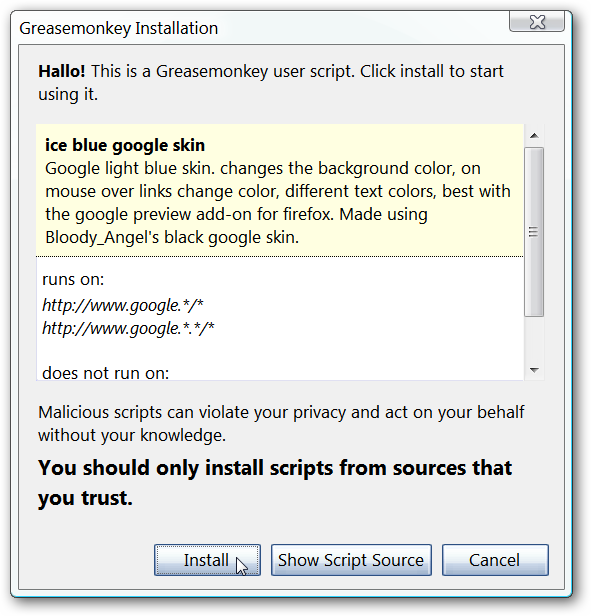 Greasemonkey Installation
Hallo! This is a Greasemonkey user script. Click install to start
using it.
ice blue google skin
Google light blue skin. changes the background color, on
mouse over links change color, different text colors, best with
the google preview add-on for firefox. Made using
Bloody_Angel's black google skin.
runs on:
http://www.google.*/*
http://www.google.*.*/*
does not run on:
Malicious scripts can violate your privacy and act on your behalf
without your knowledge.
You should only install scripts from sources that
you trust.
Install Show Script Source Cancel